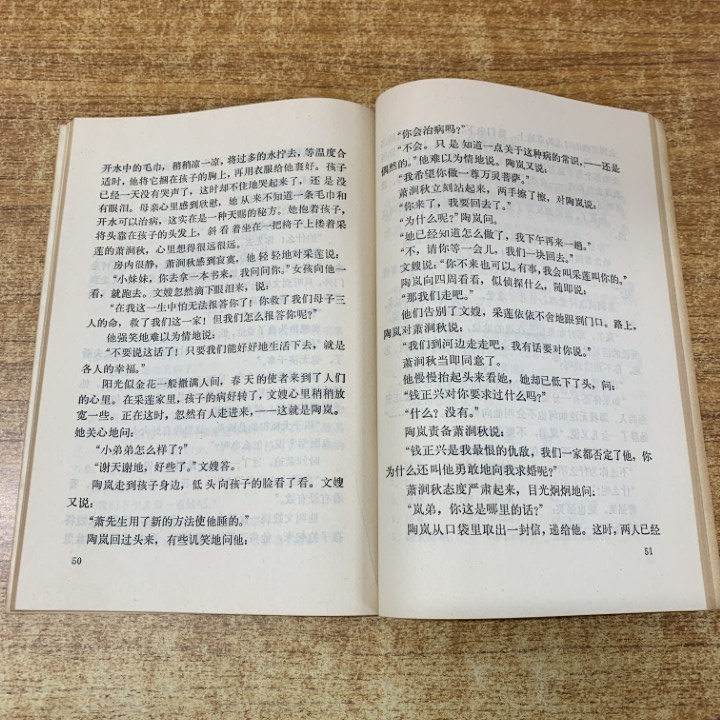 开水中的毛巾，稍稍凉一凉，将过多的水拧去，等温度合
适时，他将它捆在孩子的胸上，再用衣服给他裹好。孩子
已经一天没有哭声了，这时却不住地哭起来了，还是没
有眼泪。母亲心里感到欣慰，她从来不知道一条毛巾和
开水可以治病，这实在是一种天赐的秘方。她抱着孩子，
将头靠在孩子的头发上，斜看着坐在一把椅子上搂着采
莲的萧涧秋，心里想得很远很远。
房内很静，萧涧秋感到寂寞，他轻轻地对采莲说：
“小妹妹，你去拿一本书来，我问问你。”女孩向他一
看，就跑去。文嫂忽然滴下眼泪来，说：
“在我这一生中怕无法报答你了！你救了我们母子三
人的命，救了我们这一家！但我们怎么报答你呢？”
他强笑地难以为情地说：
“不要说这话了！只要我们能好好地生活下去，就是
各人的幸福。”
阳光似金花一般撒满人间，春天的使者来到了人们
的心里。在采莲家里，孩子的病好转了，文嫂心里稍稍放
宽一些。正在这时，忽然有人走进来，——这就是陶岚。
她关心地问：
“小弟弟怎么样了？”
“谢天谢地，好些了。”文嫂答。
陶岚走到孩子身边，低头向孩子的脸看了看。文嫂
又说：
“萧先生用了新的方法使他睡的。”
陶岚回过头来，有些讥笑地问他：
50
“你会治病吗？”
“不会。只是知道一点关于这种病的常识，——还是
偶然的。”他难以为情地说。陶岚说：
“我希望你做一尊万灵菩萨。”
萧涧秋立刻站起来，两手擦了擦，对陶岚说：
“你来了，我要回去了。”
“为什么呢？”陶岚问。
“她已经知道怎么做了，我下午再来一趟。”
“不，请你等一会儿，我们一块回去。”
文嫂说：“你不来也可以。有事，我会叫采莲叫你的。”
陶岚向四周看看，似侦探什么，随即说。
“那我们走吧。”
他们告别了文嫂，采莲依依不舍地跟到门口。路上，
陶岚对萧涧秋说：
“我们到河边走走吧，我有话要对你说。”
萧涧秋当即同意了。
他慢慢抬起头来看她，她却已低下了头，问。
“钱正兴对你要求过什么吗？”
“什么？没有。”
陶岚责备萧涧秋说：
“钱正兴是我最恨的仇敌，我们一家都否定了他，你
为什么还叫他勇敢地向我求婚呢？”
萧涧秋态度严肃起来，目光炯炯地问：
“岚弟，你这是哪里的话？”
陶岚从口袋里取出一封信，递给他。这时，两人已经
51